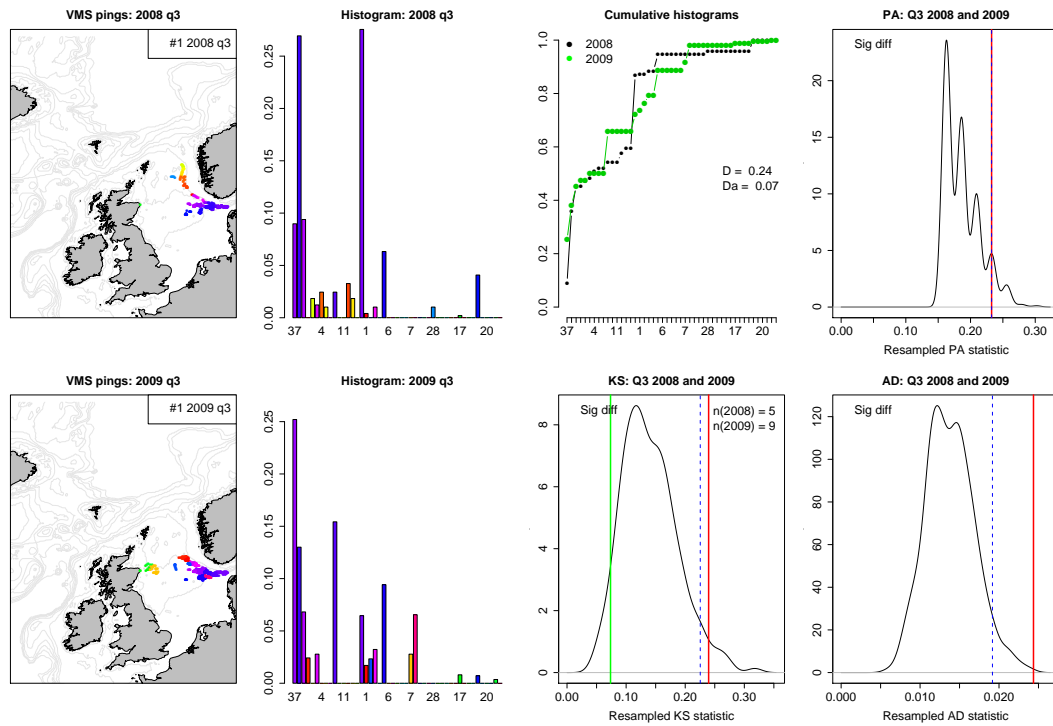 VMS pings: 2008 q3
#1 2008 q3
Histogram: 2008 q3
0.00 0.05 0.10 0.15 0.20 0.25
37 4 11 1 6 7 28 17 20
Cumulative histograms
2008
2009
D = 0.24
Da = 0.07
0.0 0.2 0.4 0.6 0.8 1.0
37 4 11 1 6 7 28 17 20
PA: Q3 2008 and 2009
Sig diff
0 5 10 15 20
0.00 0.10 0.20 0.30
Resampled PA statistic
VMS pings: 2009 q3
#1 2009 q3
Histogram: 2009 q3
0.00 0.05 0.10 0.15 0.20 0.25
37 4 11 1 6 7 28 17 20
KS: Q3 2008 and 2009
Sig diff
n(2008) = 5
n(2009) = 9
0 2 4 6 8
0.00 0.10 0.20 0.30
Resampled KS statistic
AD: Q3 2008 and 2009
Sig diff
0 20 40 60 80 100 120
0.000 0.010 0.020
Resampled AD statistic